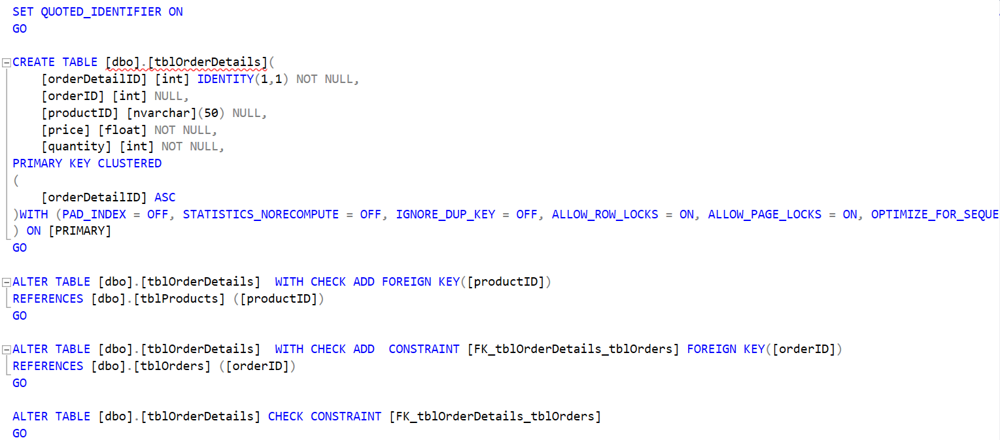 SET QUOTED_IDENTIFIER ON
GO
CREATE TABLE [dbo].[tblOrderDetails](
    [orderDetailID] [int] IDENTITY(1,1) NOT NULL,
    [orderID] [int] NULL,
    [productID] [nvarchar](50) NULL,
    [price] [float] NOT NULL,
    [quantity] [int] NOT NULL,
PRIMARY KEY CLUSTERED
(
    [orderDetailID] ASC
)WITH (PAD_INDEX = OFF, STATISTICS_NORECOMPUTE = OFF, IGNORE_DUP_KEY = OFF, ALLOW_ROW_LOCKS = ON, ALLOW_PAGE_LOCKS = ON, OPTIMIZE_FOR_SEQUE
) ON [PRIMARY]
GO
ALTER TABLE [dbo].[tblOrderDetails]  WITH CHECK ADD FOREIGN KEY([productID])
REFERENCES [dbo].[tblProducts] ([productID])
GO
ALTER TABLE [dbo].[tblOrderDetails]  WITH CHECK ADD  CONSTRAINT [FK_tblOrderDetails_tblOrders] FOREIGN KEY([orderID])
REFERENCES [dbo].[tblOrders] ([orderID])
GO
ALTER TABLE [dbo].[tblOrderDetails] CHECK CONSTRAINT [FK_tblOrderDetails_tblOrders]
GO